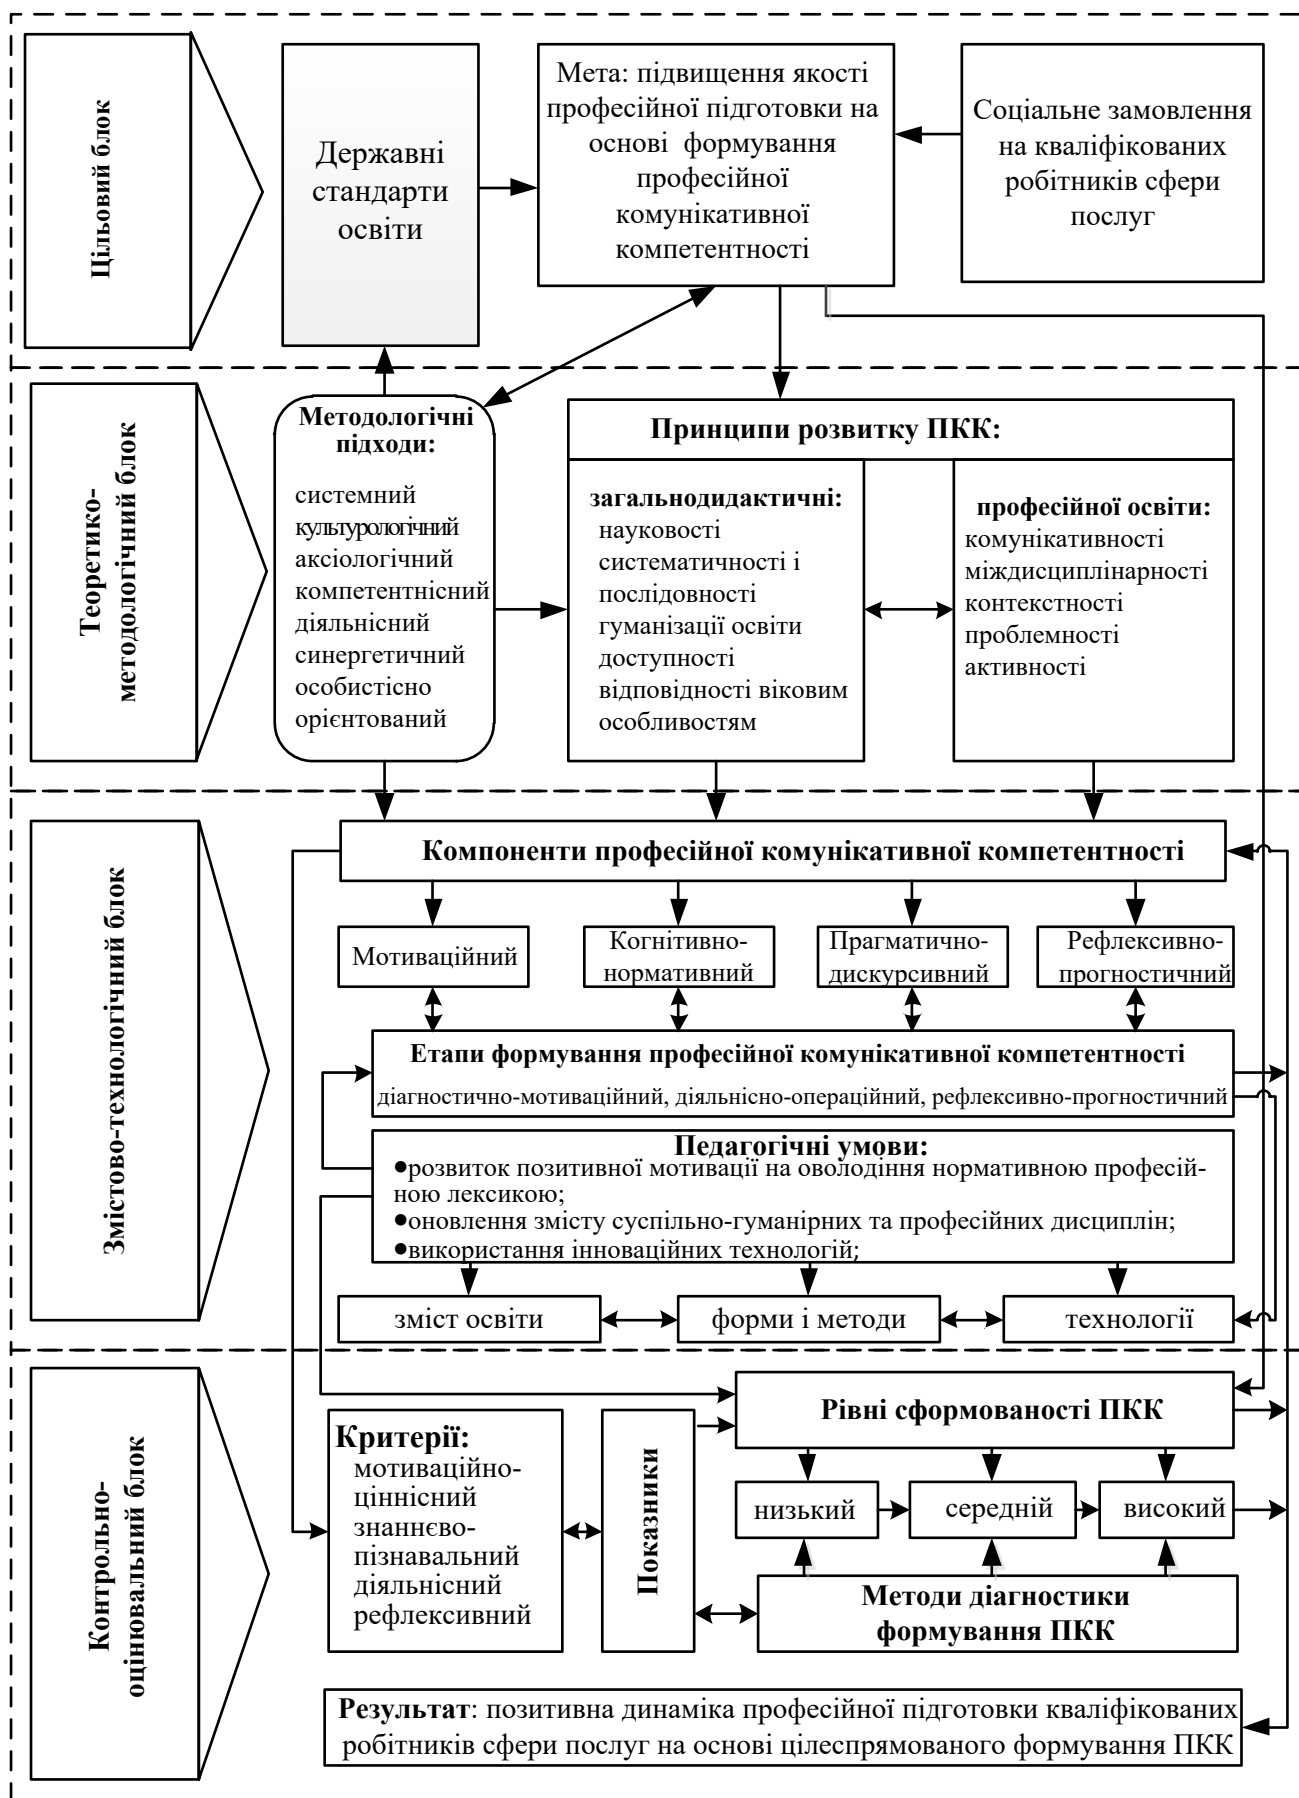 Цільовий блок
Державні
стандарти
освіти
Мета: підвищення якості
професійної підготовки на
основі формування
професійної
комунікативної
компетентності
Соціальне замовлення
на кваліфікованих
робітників сфери
послуг
Теоретико-
методологічний блок
Методологічні
підходи:
системний
культурологічний
аксіологічний
компетентнісний
діяльнісний
синергетичний
особистісно
орієнтований
Принципи розвитку ПКК:
загальнодидактичні:
науковості
систематичності і
послідовності
гуманізації освіти
доступності
відповідності віковим
особливостям
професійної освіти:
комунікативності
міждисциплінарності
контекстності
проблемності
активності
Змістово-технологічний блок
Компоненти професійної комунікативної компетентності
Мотиваційний
Когнітивно-
нормативний
Прагматично-
дискурсивний
Рефлексивно-
прогностичний
Етапи формування професійної комунікативної компетентності
діагностично-мотиваційний, діяльнісно-операційний, рефлексивно-прогностичний
Педагогічні умови:
●розвиток позитивної мотивації на оволодіння нормативною професій-
ною лексикою;
●оновлення змісту суспільно-гуманірних та професійних дисциплін;
●використання інноваційних технологій;
зміст освіти
форми і методи
технології
Контрольно-
оцінювальний блок
Критерії:
мотиваційно-
ціннісний
знаннєво-
пізнавальний
діяльнісний
рефлексивний
Показники
Рівні сформованості ПКК
низький
середній
високий
Методи діагностики
формування ПКК
Результат: позитивна динаміка професійної підготовки кваліфікованих
робітників сфери послуг на основі цілеспрямованого формування ПКК